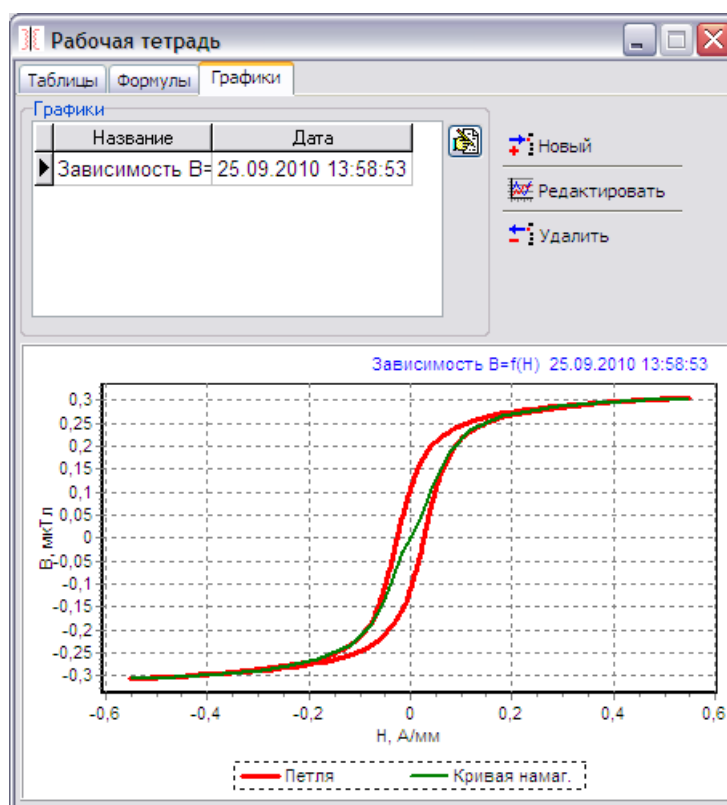 Рабочая тетрадь
Таблицы Формулы Графики
Графики
Название Дата
Зависимость B= 25.09.2010 13:58:53
Новый
Редактировать
Удалить
Зависимость B=f(H) 25.09.2010 13:58:53
0,3
0,25
0,2
0,15
0,1
0,05
0
-0,05
-0,1
-0,15
-0,2
-0,25
-0,3
B, мкТл
-0,6 -0,4 -0,2 0 0,2 0,4 0,6
H, А/мм
Петля Кривая намаг.